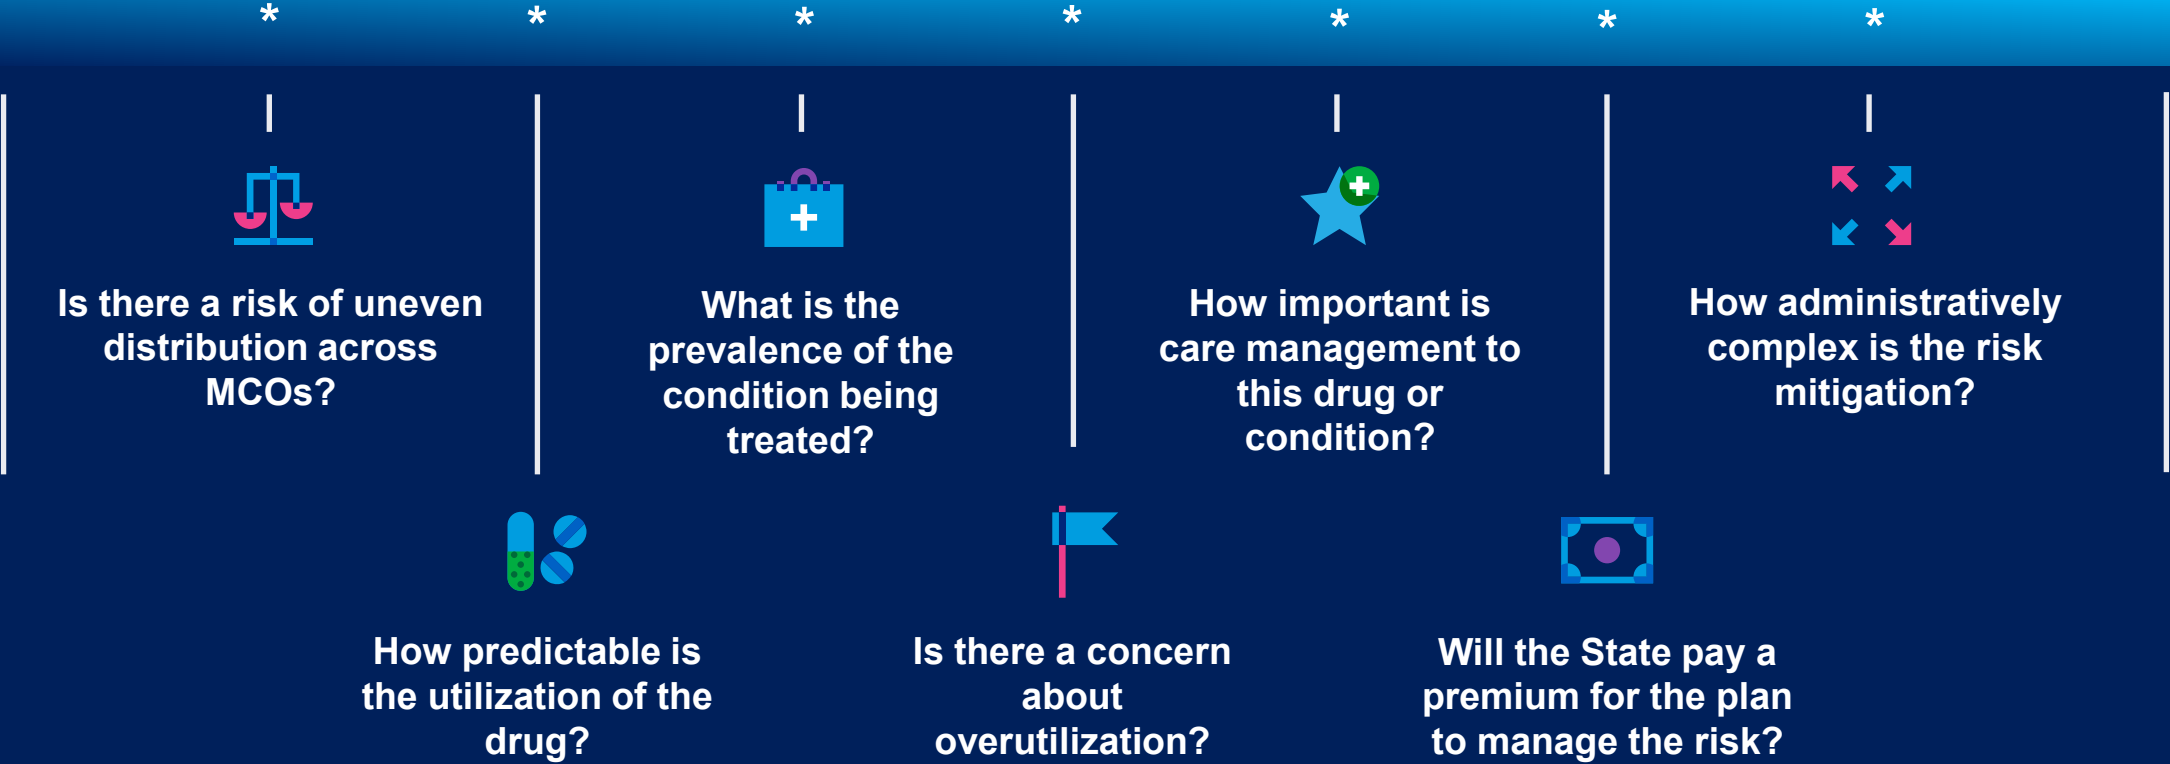 * * * * * * *
Is there a risk of uneven
distribution across
MCOs?
What is the
prevalence of the
condition being
treated?
How important is
care management to
this drug or
condition?
How administratively
complex is the risk
mitigation?
How predictable is
the utilization of the
drug?
Is there a concern
about
overutilization?
Will the State pay a
premium for the plan
to manage the risk?